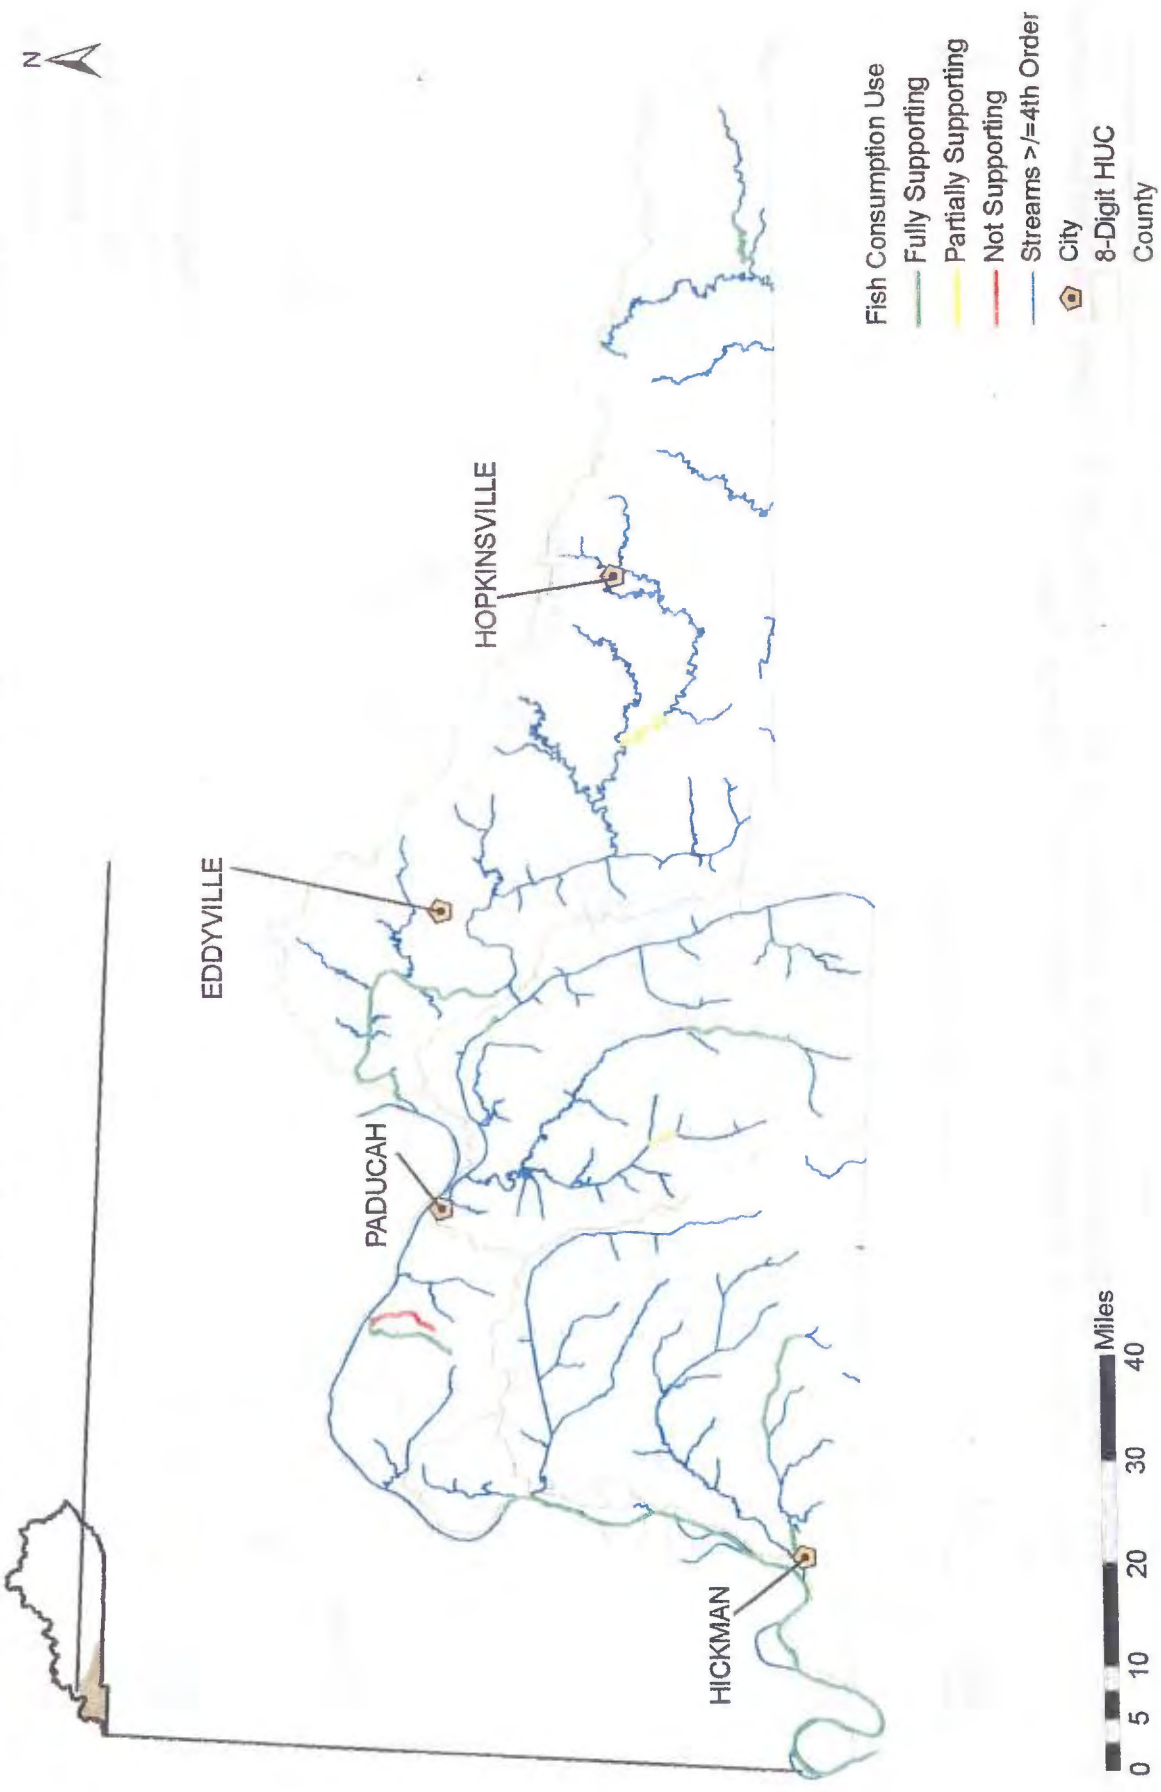 N
EDDYVILLE
HOPKINSVILLE
PADUCAH
HICKMAN
Fish Consumption Use
Fully Supporting
Partially Supporting
Not Supporting
Streams >/=4th Order
City
8-Digit HUC
County
0 5 10 20 30 40
Miles